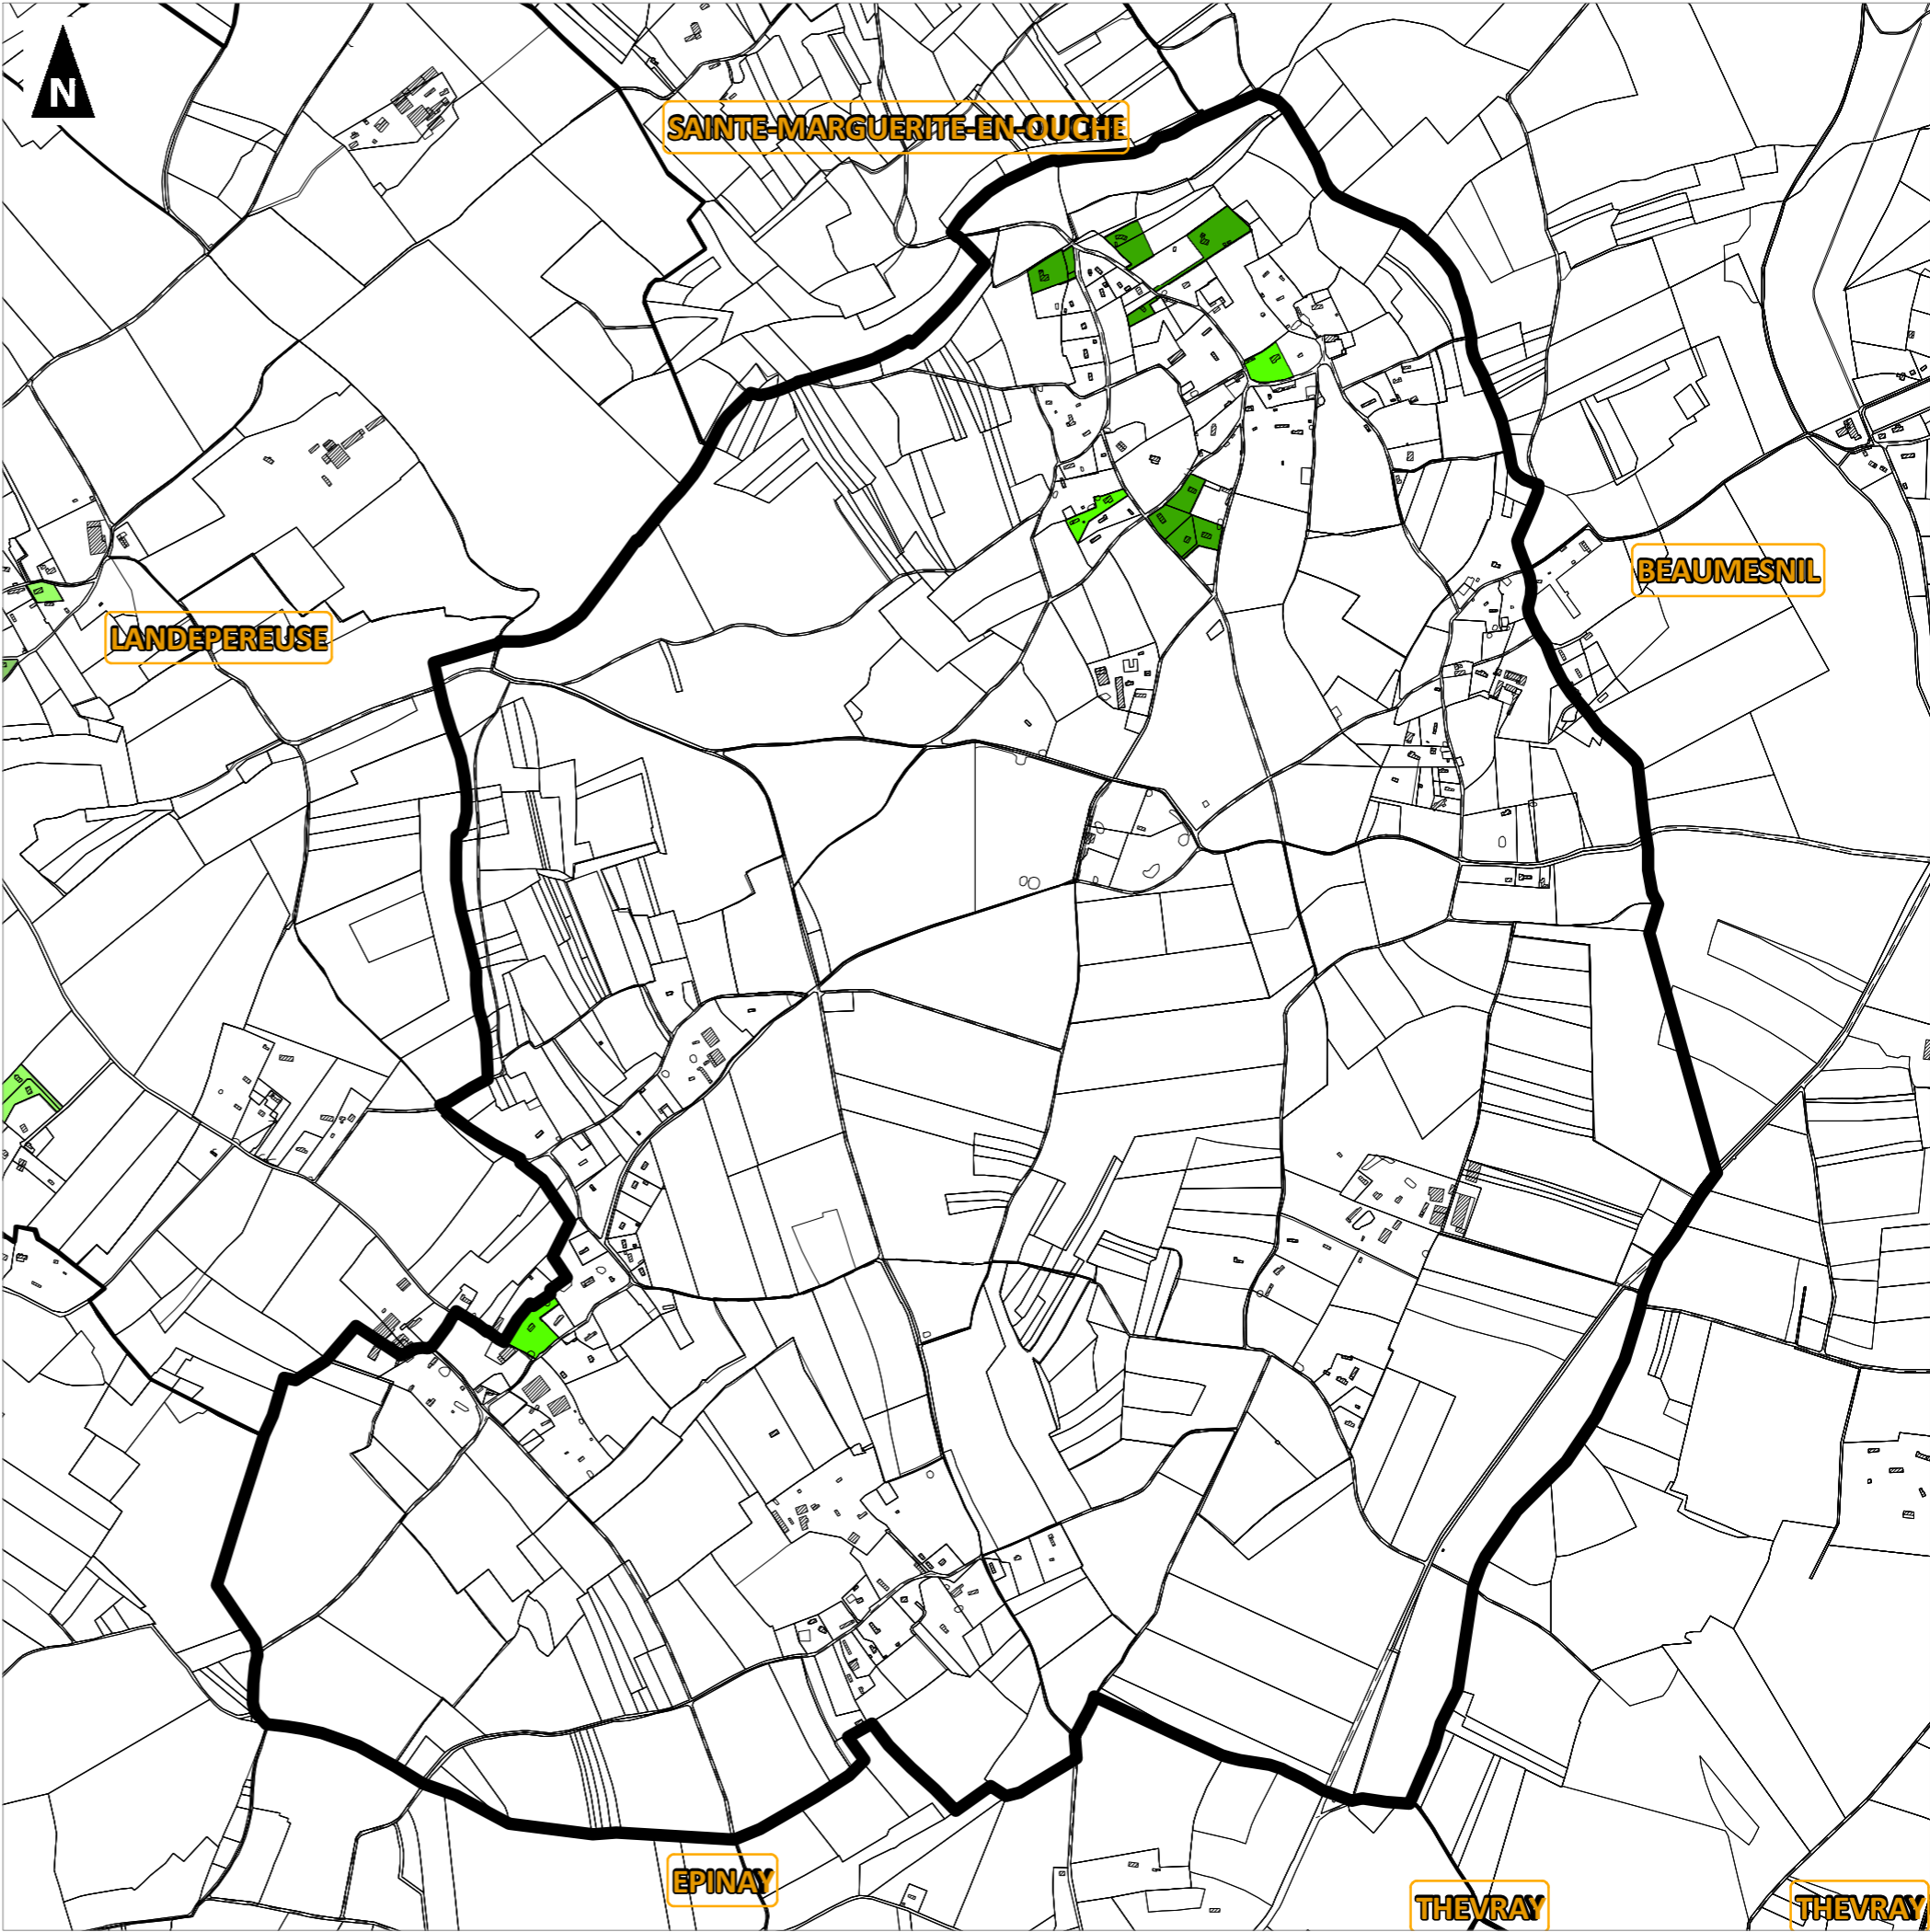 N
SAINTE-MARGUERITE-EN-OUCHE
BEAUMESNIL
LANDEPEREUSE
EPINAY
THEVRAY
THEVRAY